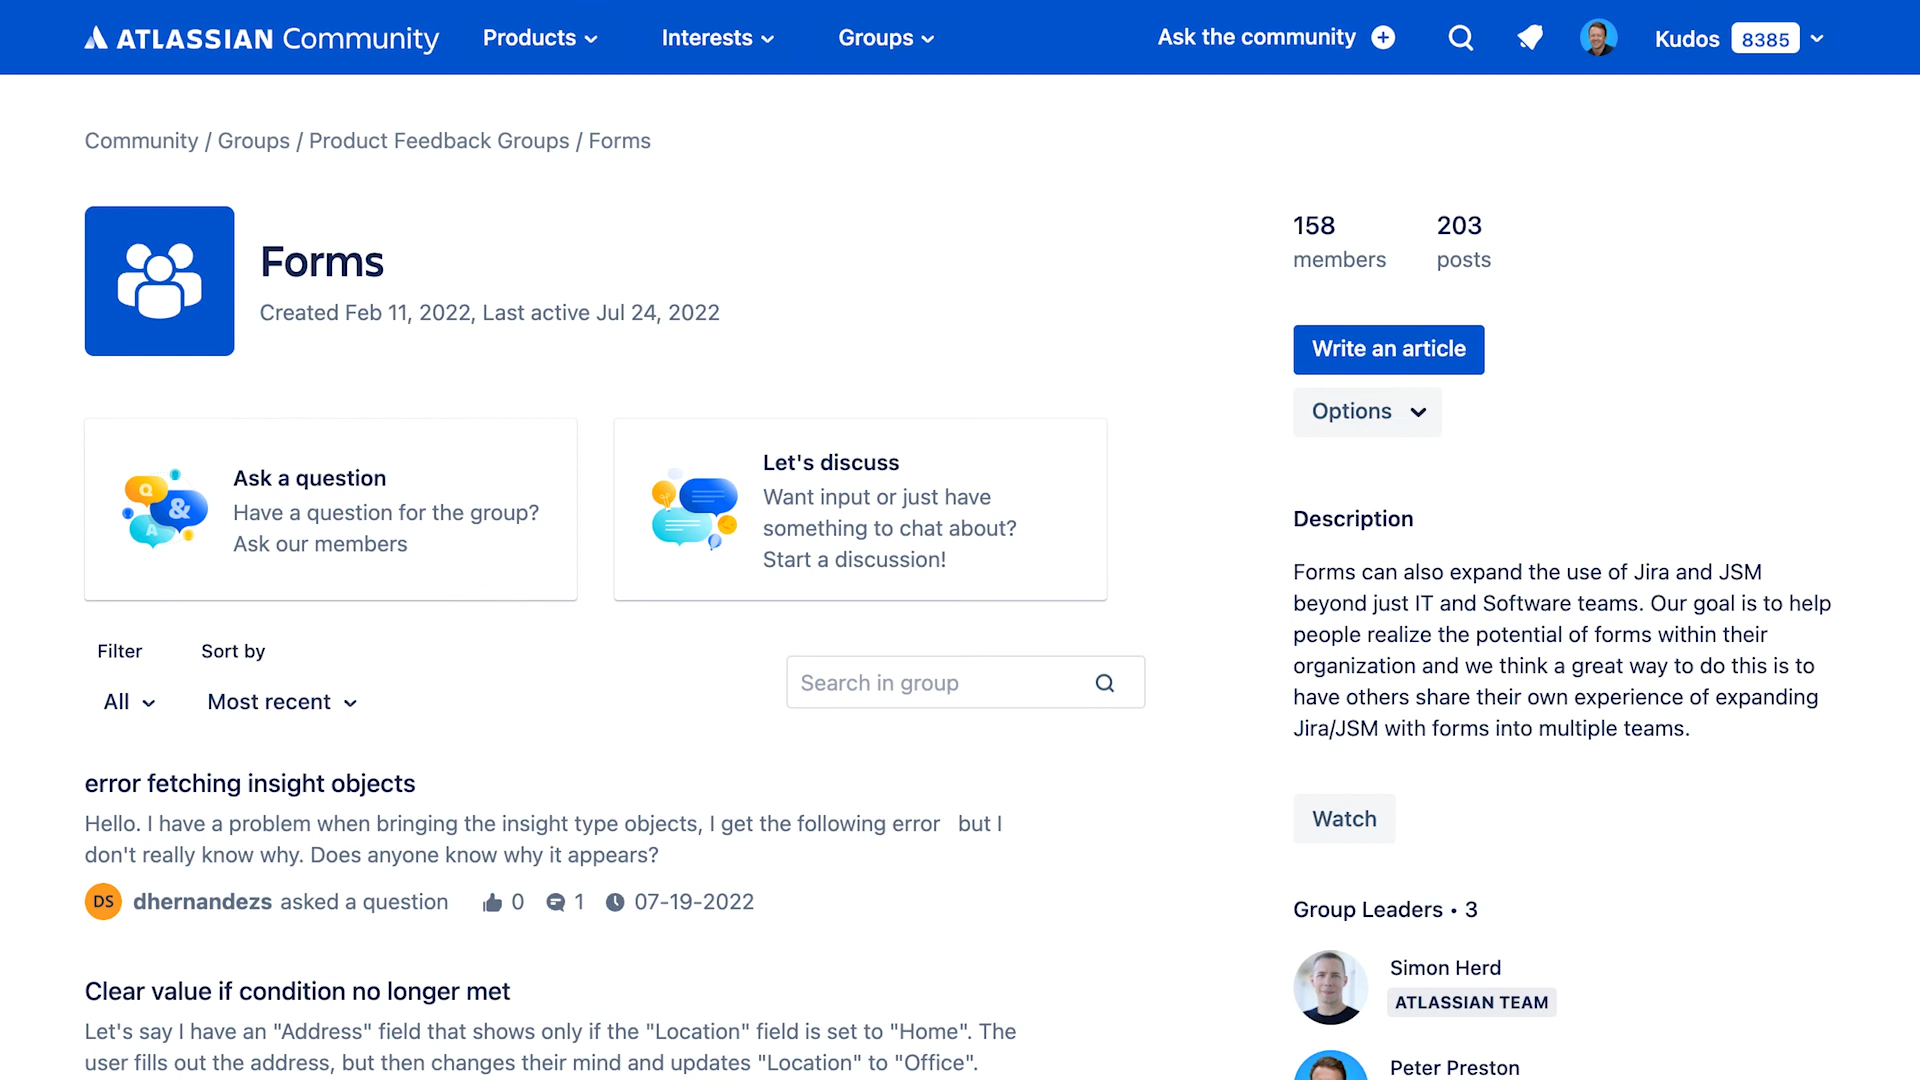 ATLASSIAN Community
Products
Interests
Groups
Ask the community
Kudos 8385
Community / Groups / Product Feedback Groups / Forms
Forms
Created Feb 11, 2022, Last active Jul 24, 2022
158
members
203
posts
Write an article
Options
Q
&
A
Ask a question
Have a question for the group?
Ask our members
Let's discuss
Want input or just have
something to chat about?
Start a discussion!
Description
Forms can also expand the use of Jira and JSM
beyond just IT and Software teams. Our goal is to help
people realize the potential of forms within their
organization and we think a great way to do this is to
have others share their own experience of expanding
Jira/JSM with forms into multiple teams.
Filter
Sort by
All
Most recent
Search in group
error fetching insight objects
Hello. I have a problem when bringing the insight type objects, I get the following error   but I
don't really know why. Does anyone know why it appears?
DS dhernandezs asked a question 0 1 07-19-2022
Watch
Group Leaders • 3
Simon Herd
ATLASSIAN TEAM
Peter Preston
Clear value if condition no longer met
Let's say I have an "Address" field that shows only if the "Location" field is set to "Home". The
user fills out the address, but then changes their mind and updates "Location" to "Office".